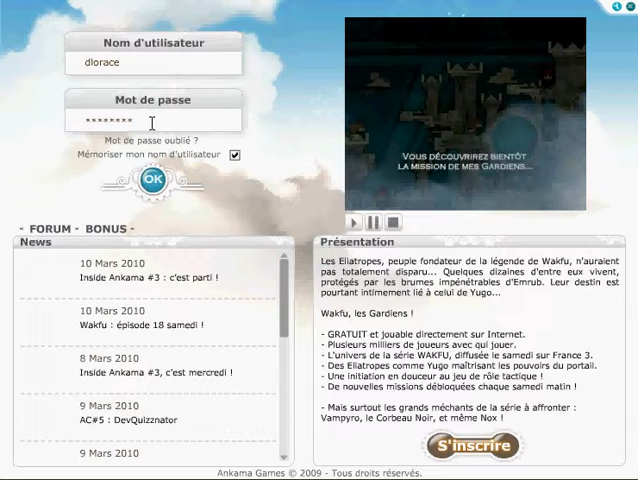 Nom d'utilisateur
dlorace
Mot de passe
********
Mot de passe oublié ?
Mémoriser mon nom d'utilisateur
OK
VOUS DÉCOUVRIREZ BIENTÔT
LA MISSION DE MES GARDIENS...
- FORUM - BONUS -
News
10 Mars 2010
Inside Ankama #3 : c'est parti !
10 Mars 2010
Wakfu : épisode 18 samedi !
8 Mars 2010
Inside Ankama #3, c'est mercredi !
9 Mars 2010
AC#5 : DevQuizznator
9 Mars 2010
Présentation
Les Eliatropes, peuple fondateur de la légende de Wakfu, n'auraient
pas totalement disparu... Quelques dizaines d'entre eux vivent,
protégés par les brumes impénétrables d'Emrub. Leur destin est
pourtant intimement lié à celui de Yugo...
Wakfu, les Gardiens !
- GRATUIT et jouable directement sur Internet.
- Plusieurs milliers de joueurs avec qui jouer.
- L'univers de la série WAKFU, diffusée le samedi sur France 3.
- Des Eliatropes comme Yugo maîtrisant les pouvoirs du portail.
- Une initiation en douceur au jeu de rôle tactique !
- De nouvelles missions débloquées chaque samedi matin !
- Mais surtout les grands méchants de la série à affronter :
Vampyro, le Corbeau Noir, et même Nox !
S'inscrire
Ankama Games © 2009 - Tous droits réservés.